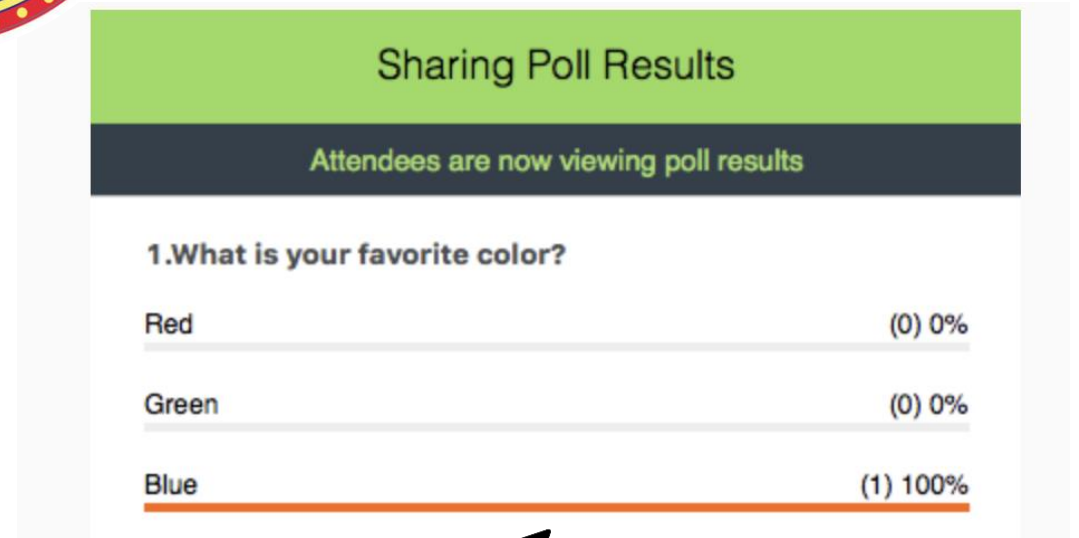 Sharing Poll Results
Attendees are now viewing poll results
1.What is your favorite color?
Red (0) 0%
Green (0) 0%
Blue (1) 100%